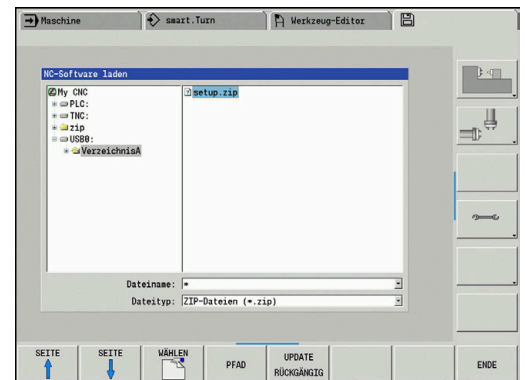 Maschine
smart.Turn
Werkzeug-Editor
NC-Software laden
My CNC
PLC:
TNC:
zip
USB0:
VerzeichnisA
setup.zip
Dateiname: *
Dateityp: ZIP-Dateien (*.zip)
SEITE
SEITE
WÄHLEN
PFAD
UPDATE
RÜCKGÄNGIG
ENDE